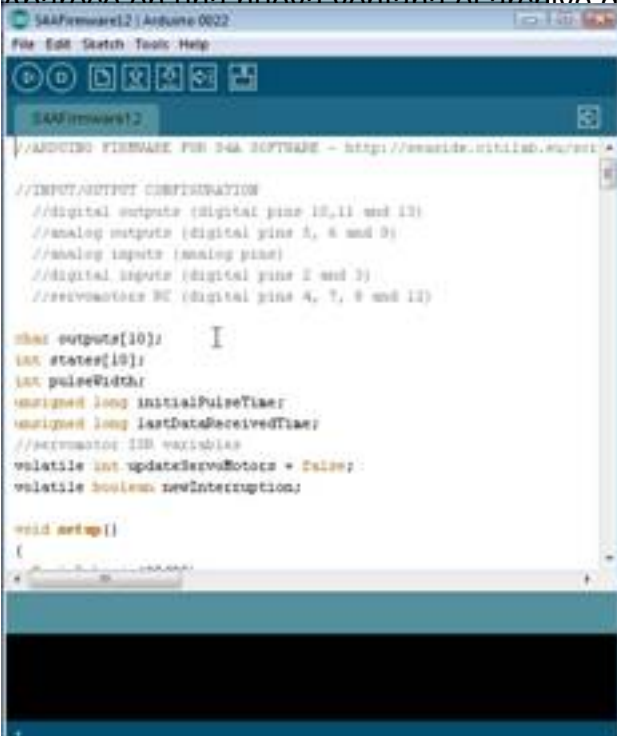 S4AFirmware12 | Arduino 0022
File Edit Sketch Tools Help
S4AFirmware12
//ARDUINO FIRMWARE FOR S4A SOFTWARE - http://seaside.citilab.eu/scr
//INPUT/OUTPUT CONFIGURATION
//digital outputs (digital pins 10,11 and 13)
//analog outputs (digital pins 5, 6 and 9)
//analog inputs (analog pins)
//digital inputs (digital pins 2 and 3)
//servomotors RC (digital pins 4, 7, 8 and 12)
char outputs[10];
int states[10];
int pulseWidth;
unsigned long initialPulseTime;
unsigned long lastDataReceivedTime;
//servomotor ISR variables
volatile int updateServoMotors = false;
volatile boolean newInterruption;
void setup()
{